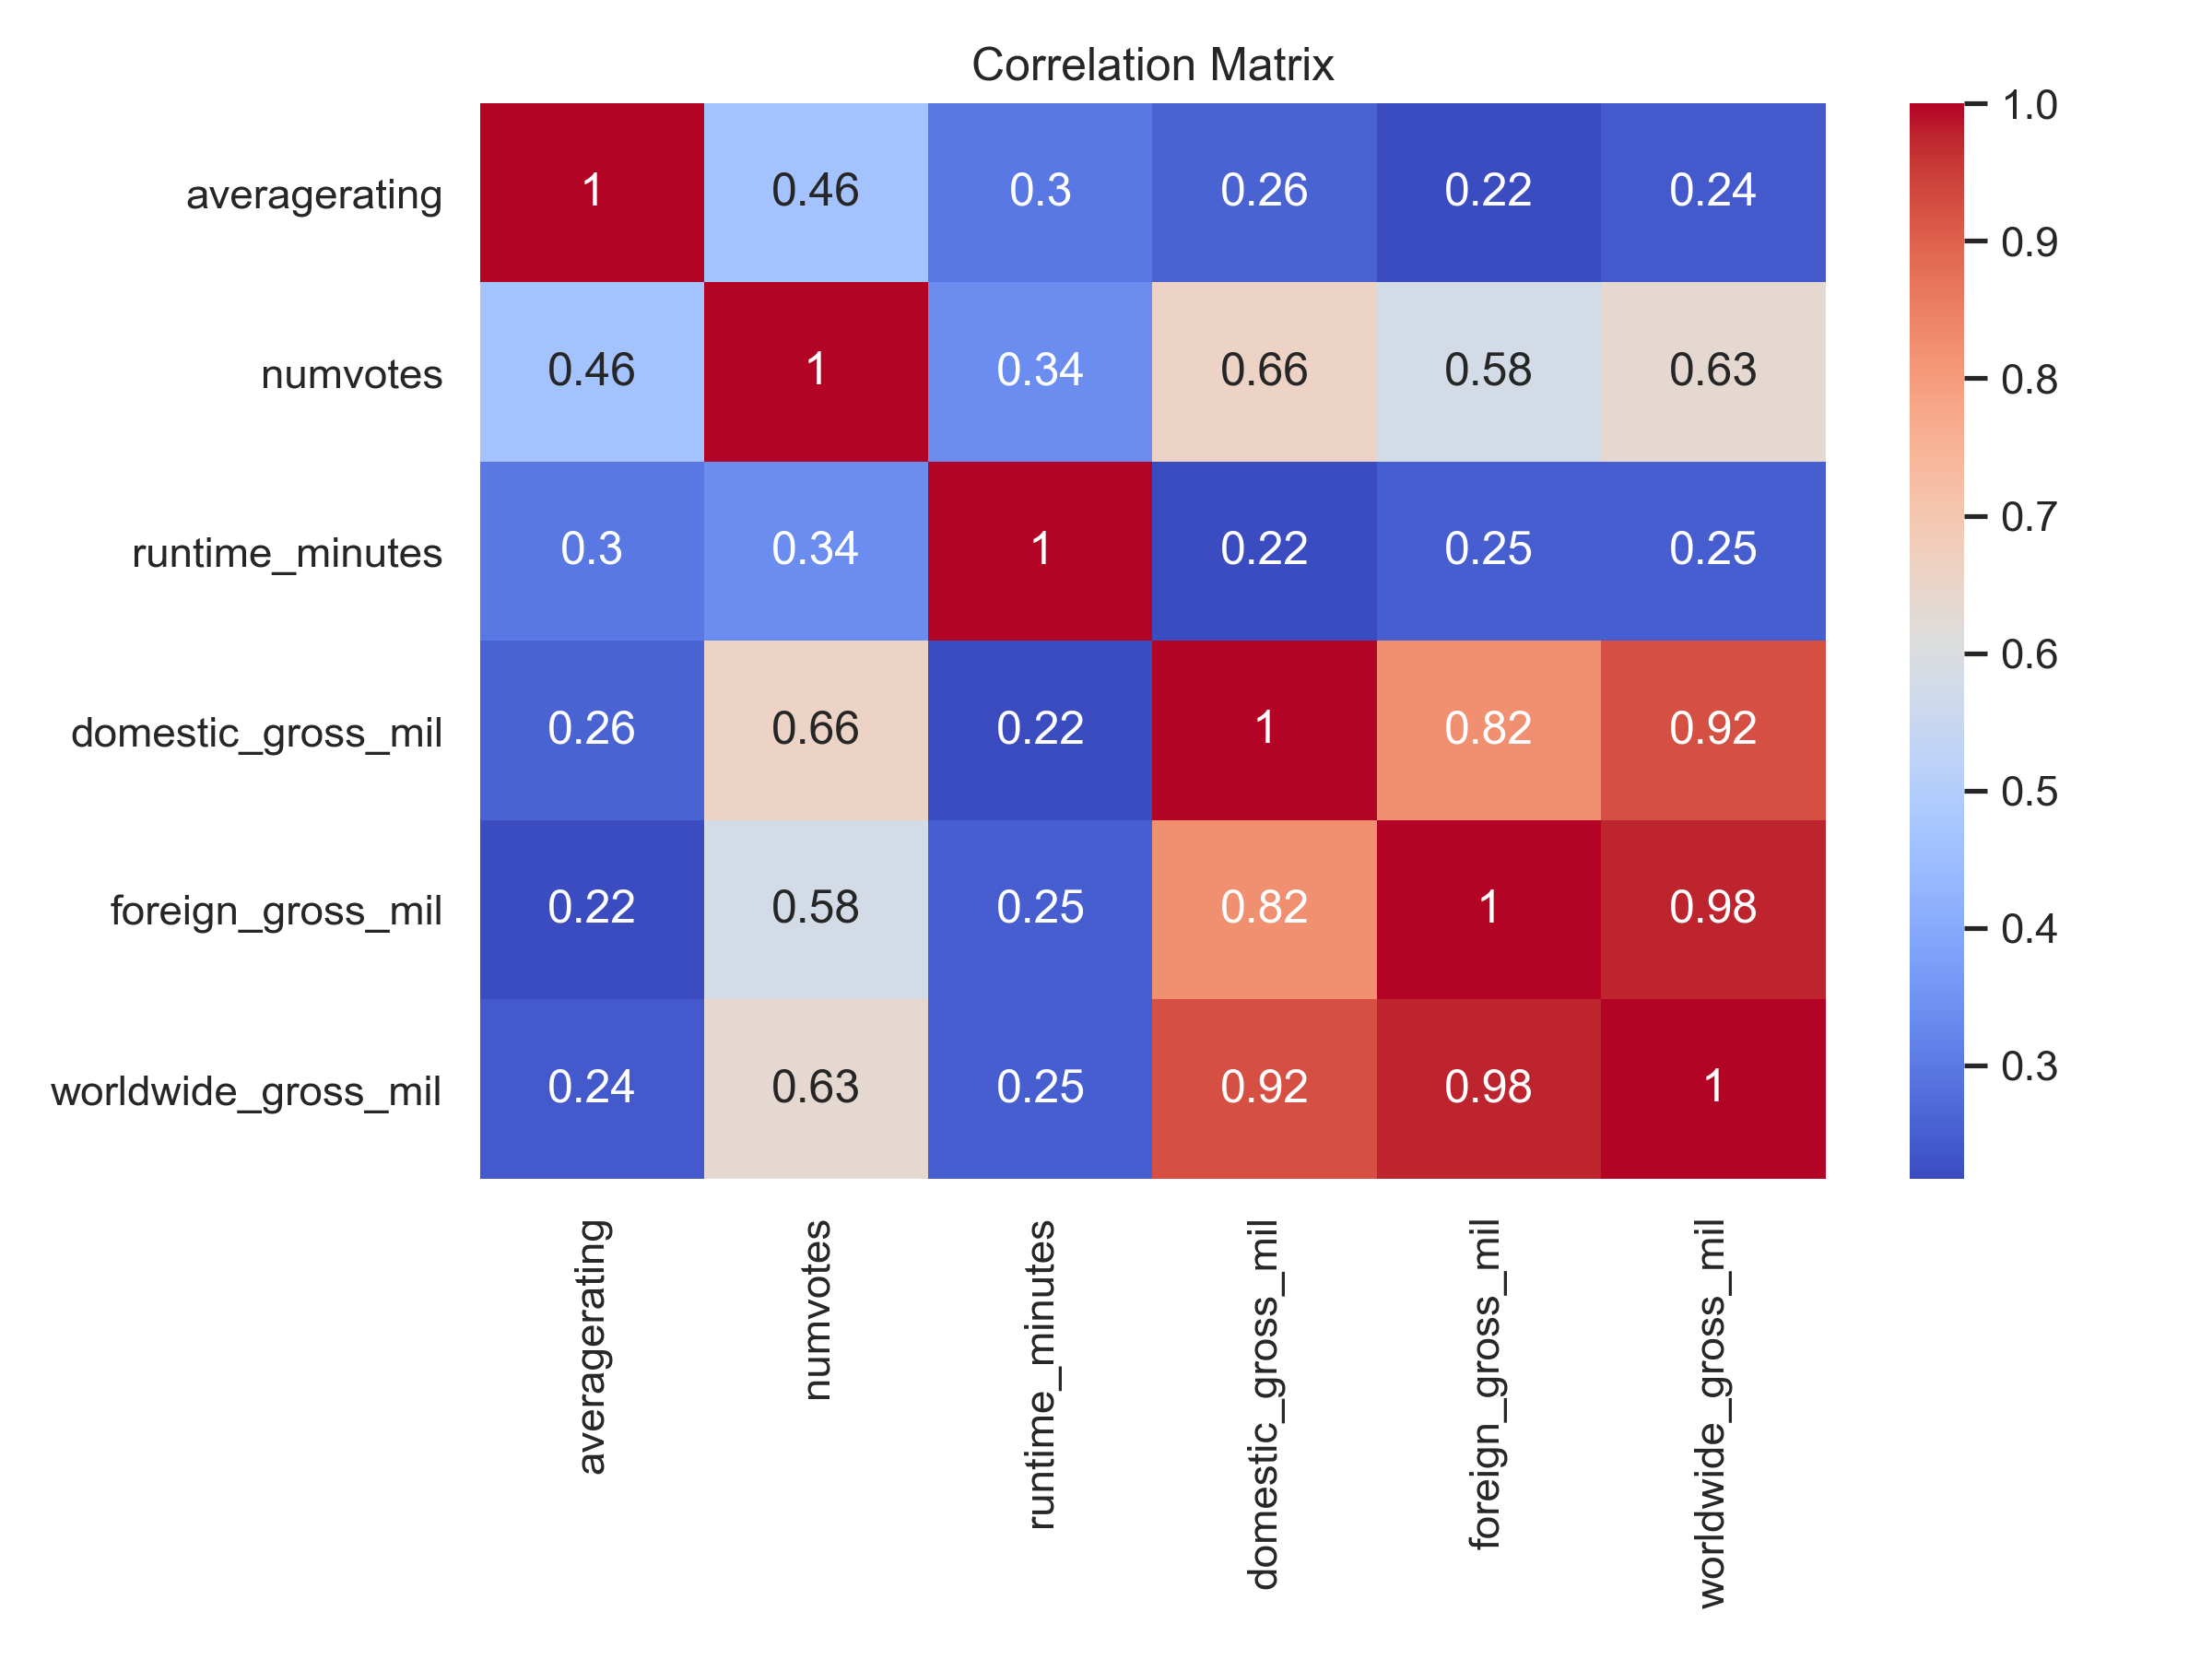 Correlation Matrix
averagerating 1 0.46 0.3 0.26 0.22 0.24
numvotes 0.46 1 0.34 0.66 0.58 0.63
runtime_minutes 0.3 0.34 1 0.22 0.25 0.25
domestic_gross_mil 0.26 0.66 0.22 1 0.82 0.92
foreign_gross_mil 0.22 0.58 0.25 0.82 1 0.98
worldwide_gross_mil 0.24 0.63 0.25 0.92 0.98 1
averagerating
numvotes
runtime_minutes
domestic_gross_mil
foreign_gross_mil
worldwide_gross_mil
1.0
0.9
0.8
0.7
0.6
0.5
0.4
0.3